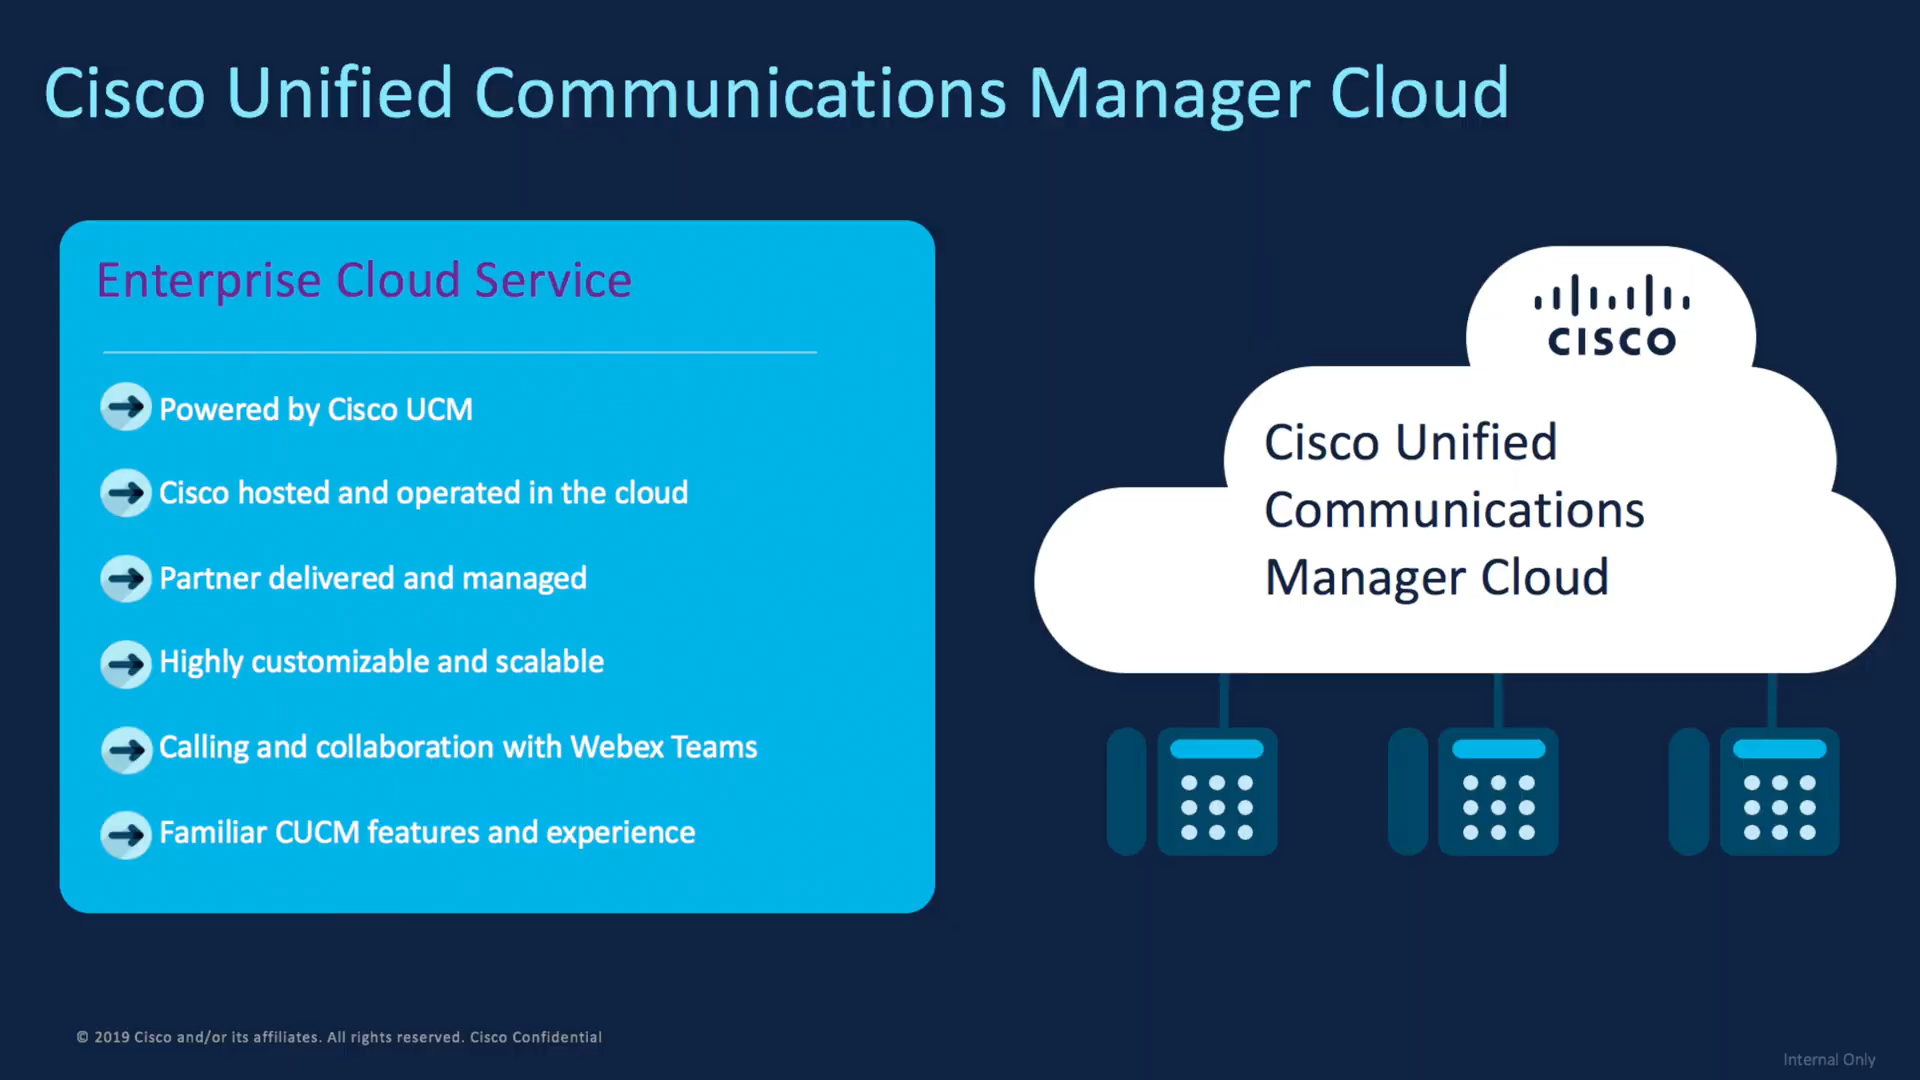 Cisco Unified Communications Manager Cloud
Enterprise Cloud Service
Powered by Cisco UCM
Cisco hosted and operated in the cloud
Partner delivered and managed
Highly customizable and scalable
Calling and collaboration with Webex Teams
Familiar CUCM features and experience
CISCO
Cisco Unified
Communications
Manager Cloud
© 2019 Cisco and/or its affiliates. All rights reserved. Cisco Confidential
Internal Only